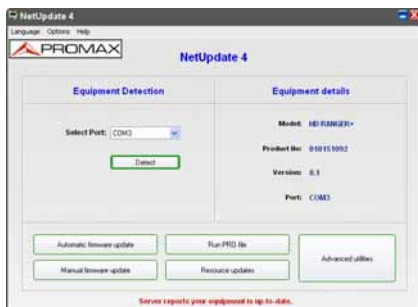 NetUpdate 4
Language Options Help
PROMAX
NetUpdate 4
Equipment Detection
Select Port: COM3
Detect
Equipment details
Model: HD RANGER+
Product No: 010151092
Version: 8.1
Port: COM3
Automatic firmware update
Run PRO file
Manual firmware update
Resource updates
Advanced utilities
Server reports your equipment is up-to-date.